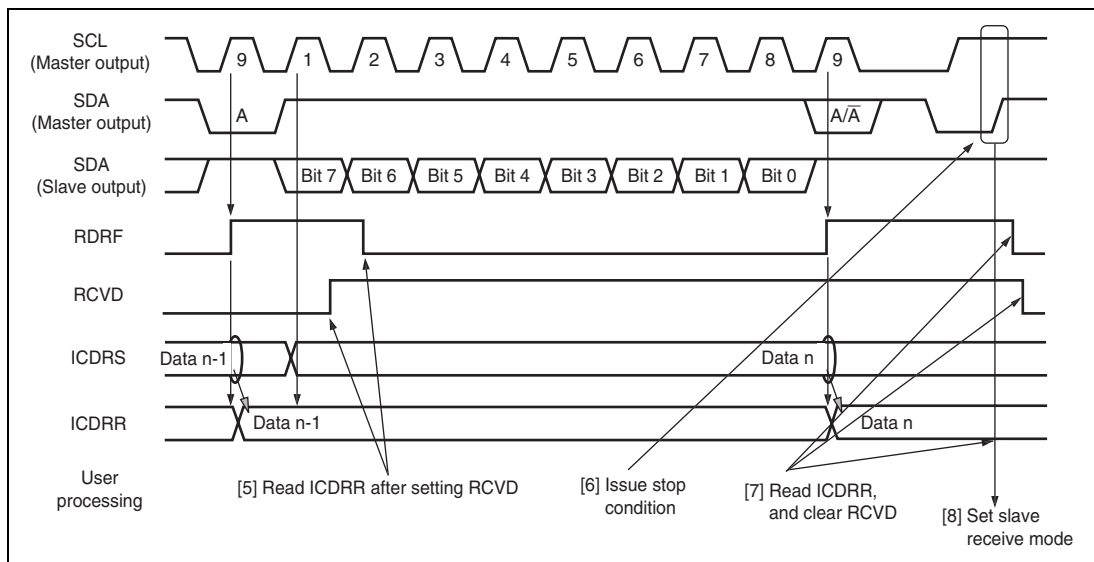 SCL
(Master output)
9 1 2 3 4 5 6 7 8 9
SDA
(Master output)
A A/A̅
SDA
(Slave output)
Bit 7 Bit 6 Bit 5 Bit 4 Bit 3 Bit 2 Bit 1 Bit 0
RDRF
RCVD
ICDRS
Data n-1 Data n
ICDRR
Data n-1 Data n
User
processing
[5] Read ICDRR after setting RCVD
[6] Issue stop
condition
[7] Read ICDRR,
and clear RCVD
[8] Set slave
receive mode